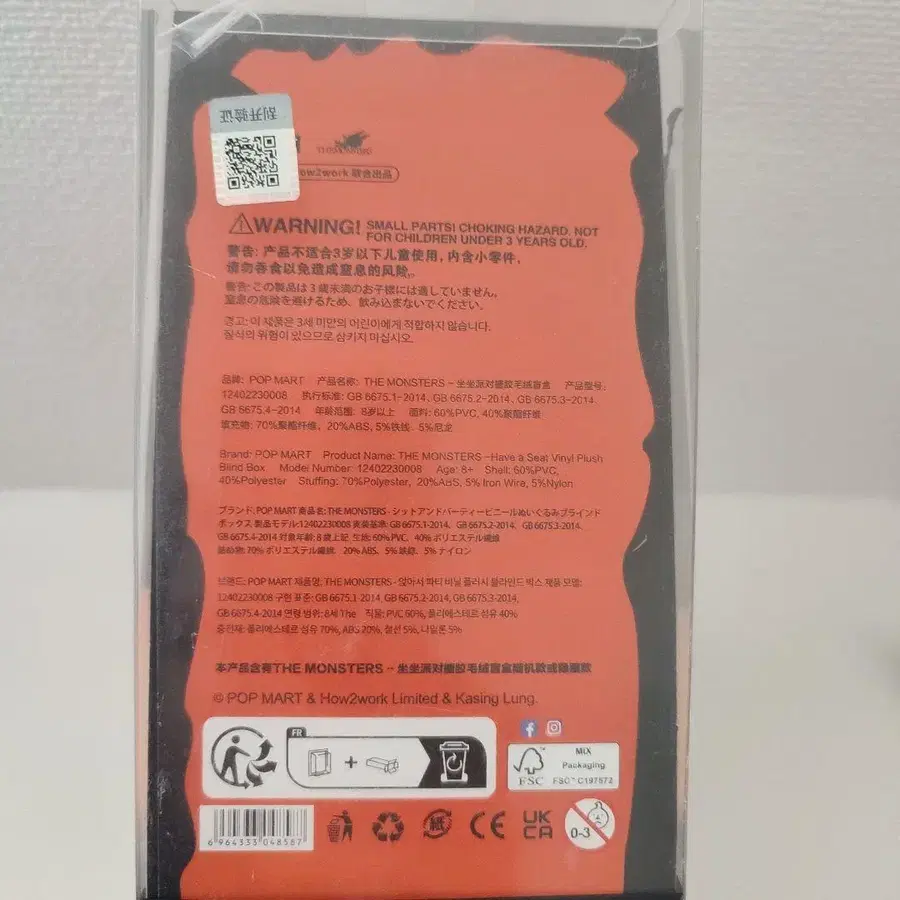 刮开验证
How2work 联合出品
WARNING! SMALL PARTS! CHOKING HAZARD. NOT
FOR CHILDREN UNDER 3 YEARS OLD.
警告: 产品不适合3岁以下儿童使用, 内含小零件,
请勿吞食以免造成窒息的风险。
警告: この製品は3歳未満のお子様には適していません。
窒息の危険を避けるため、飲み込まないでください。
경고: 이 제품은 3세 미만의 어린이에게 적합하지 않습니다.
질식의 위험이 있으므로 삼키지 마십시오.
品牌: POP MART 产品名称: THE MONSTERS - 坐坐派对搪胶毛绒盲盒 产品型号:
12402230008 执行标准: GB 6675.1-2014、GB 6675.2-2014、GB 6675.3-2014、
GB 6675.4-2014 年龄范围: 8岁以上 面料: 60%PVC, 40%聚酯纤维
填充物: 70%聚酯纤维、20%ABS, 5%铁线、5%尼龙
Brand: POP MART Product Name: THE MONSTERS -Have a Seat Vinyl Plush
Blind Box Model Number: 12402230008 Age: 8+ Shell: 60%PVC,
40%Polyester Stuffing: 70%Polyester, 20%ABS, 5% Iron Wire, 5%Nylon
ブランド: POP MART 商品名: THE MONSTERS - シットアンドパーティービニールぬいぐるみブラインド
ボックス 製品モデル:12402230008 実装基準: GB 6675.1-2014、GB 6675.2-2014、GB 6675.3-2014、
GB 6675.4-2014 対象年齢: 8 歳上記 生地: 60% PVC、40% ポリエステル繊維
詰め物: 70% ポリエステル繊維、20% ABS、5% 鉄線、5% ナイロン
브랜드: POP MART 제품명: THE MONSTERS - 앉아서 파티 비닐 플러시 블라인드 박스 제품 모델:
12402230008 구현 표준: GB 6675.1-2014, GB 6675.2-2014, GB 6675.3-2014,
GB 6675.4-2014 연령 범위: 8세 The 직물: PVC 60%, 폴리에스테르 섬유 40%
충전재: 폴리에스테르 섬유 70%, ABS 20%, 철선 5%, 나일론 5%
本产品含有THE MONSTERS - 坐坐派对搪胶毛绒盲盒随机款或隐藏款
© POP MART & How2work Limited & Kasing Lung.
FR
FSC
MIX
Packaging
FSC™ C197572
6 964333 048587
紙
CE
UK
CA
0-3